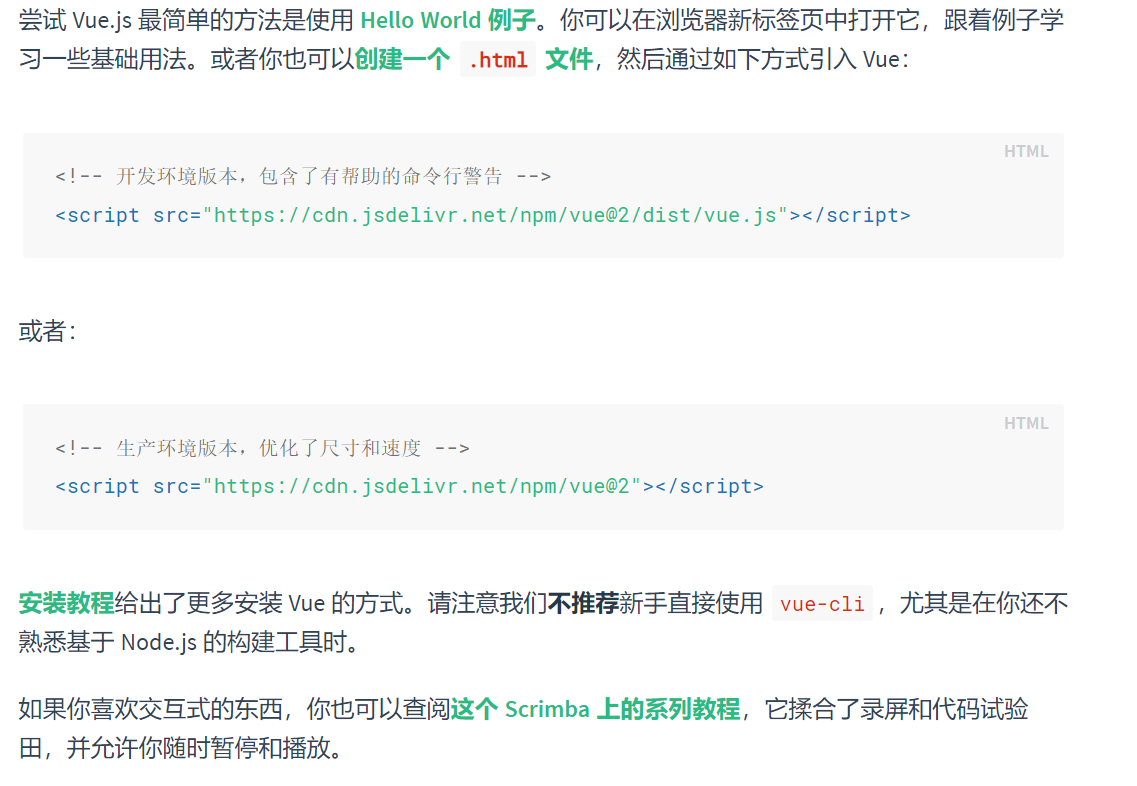 尝试 Vue.js 最简单的方法是使用 Hello World 例子。你可以在浏览器新标签页中打开它，跟着例子学
习一些基础用法。或者你也可以创建一个 .html 文件，然后通过如下方式引入 Vue：
HTML
<!-- 开发环境版本，包含了有帮助的命令行警告 -->
<script src="https://cdn.jsdelivr.net/npm/vue@2/dist/vue.js"></script>
或者：
HTML
<!-- 生产环境版本，优化了尺寸和速度 -->
<script src="https://cdn.jsdelivr.net/npm/vue@2"></script>
安装教程给出了更多安装 Vue 的方式。请注意我们不推荐新手直接使用 vue-cli，尤其是在你还不
熟悉基于 Node.js 的构建工具时。
如果你喜欢交互式的东西，你也可以查阅这个 Scrimba 上的系列教程，它揉合了录屏和代码试验
田，并允许你随时暂停和播放。